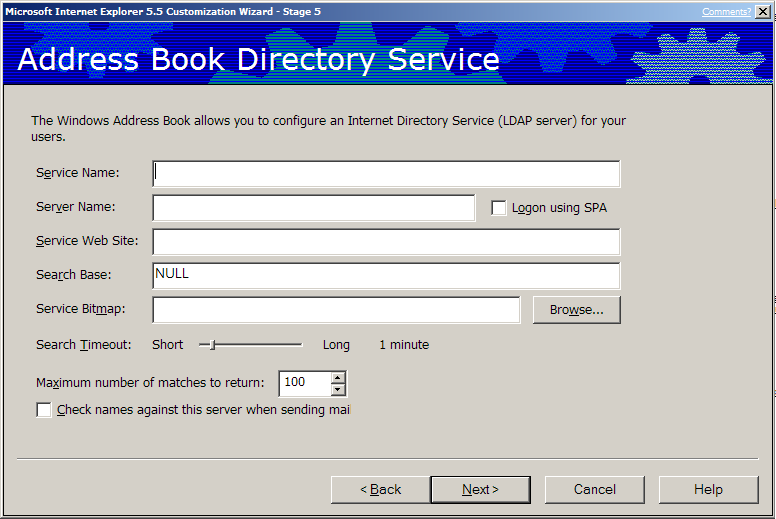 Microsoft Internet Explorer 5.5 Customization Wizard - Stage 5 Comments?
Address Book Directory Service
The Windows Address Book allows you to configure an Internet Directory Service (LDAP server) for your
users.
Service Name:
Server Name: Logon using SPA
Service Web Site:
Search Base: NULL
Service Bitmap: Browse...
Search Timeout: Short Long 1 minute
Maximum number of matches to return: 100
Check names against this server when sending mail
< Back Next > Cancel Help